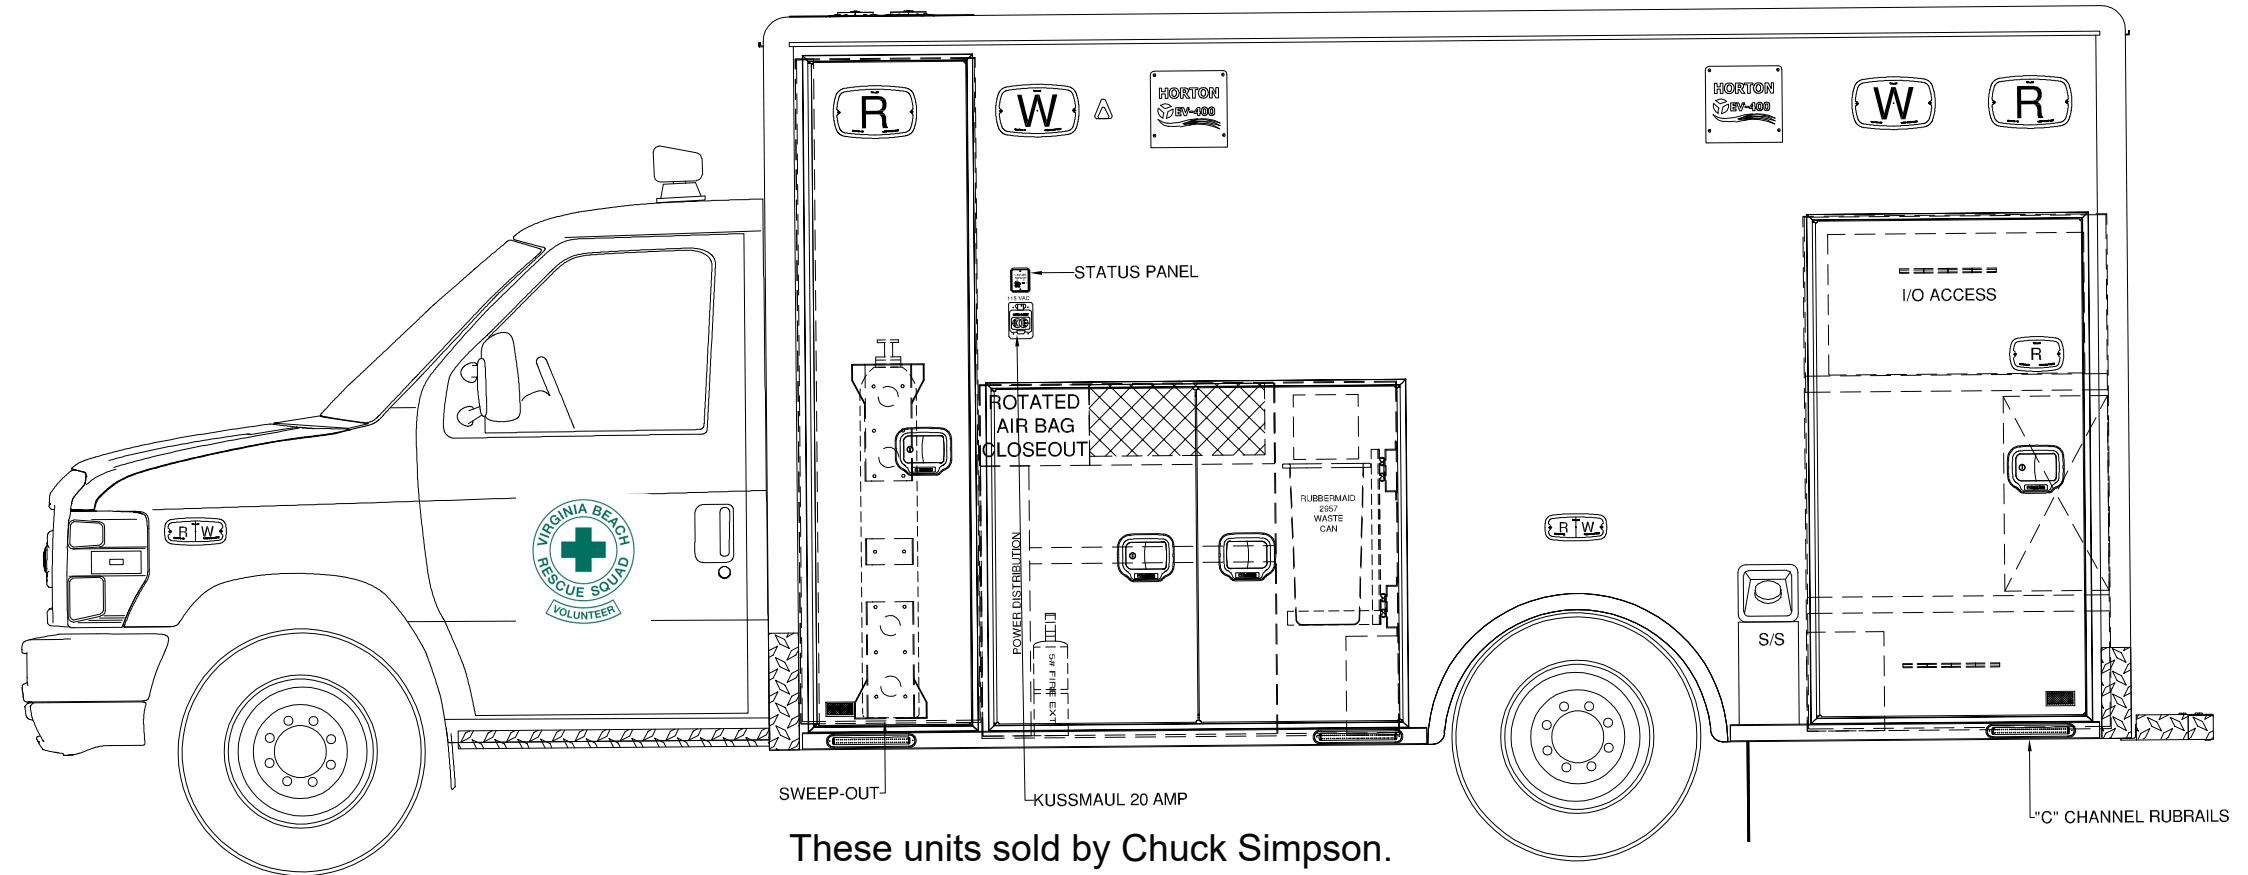 R
W
HORTON
EV-400
HORTON
EV-400
W
R
STATUS PANEL
115 VAC
I/O ACCESS
R
ROTATED
AIR BAG
CLOSEOUT
RUBBERMAID
2957
WASTE
CAN
R W
VIRGINIA BEACH
RESCUE SQUAD
VOLUNTEER
POWER DISTRIBUTION
R W
S/S
5# FIRE EXT
SWEEP-OUT
KUSSMAUL 20 AMP
"C" CHANNEL RUBRAILS
These units sold by Chuck Simpson.